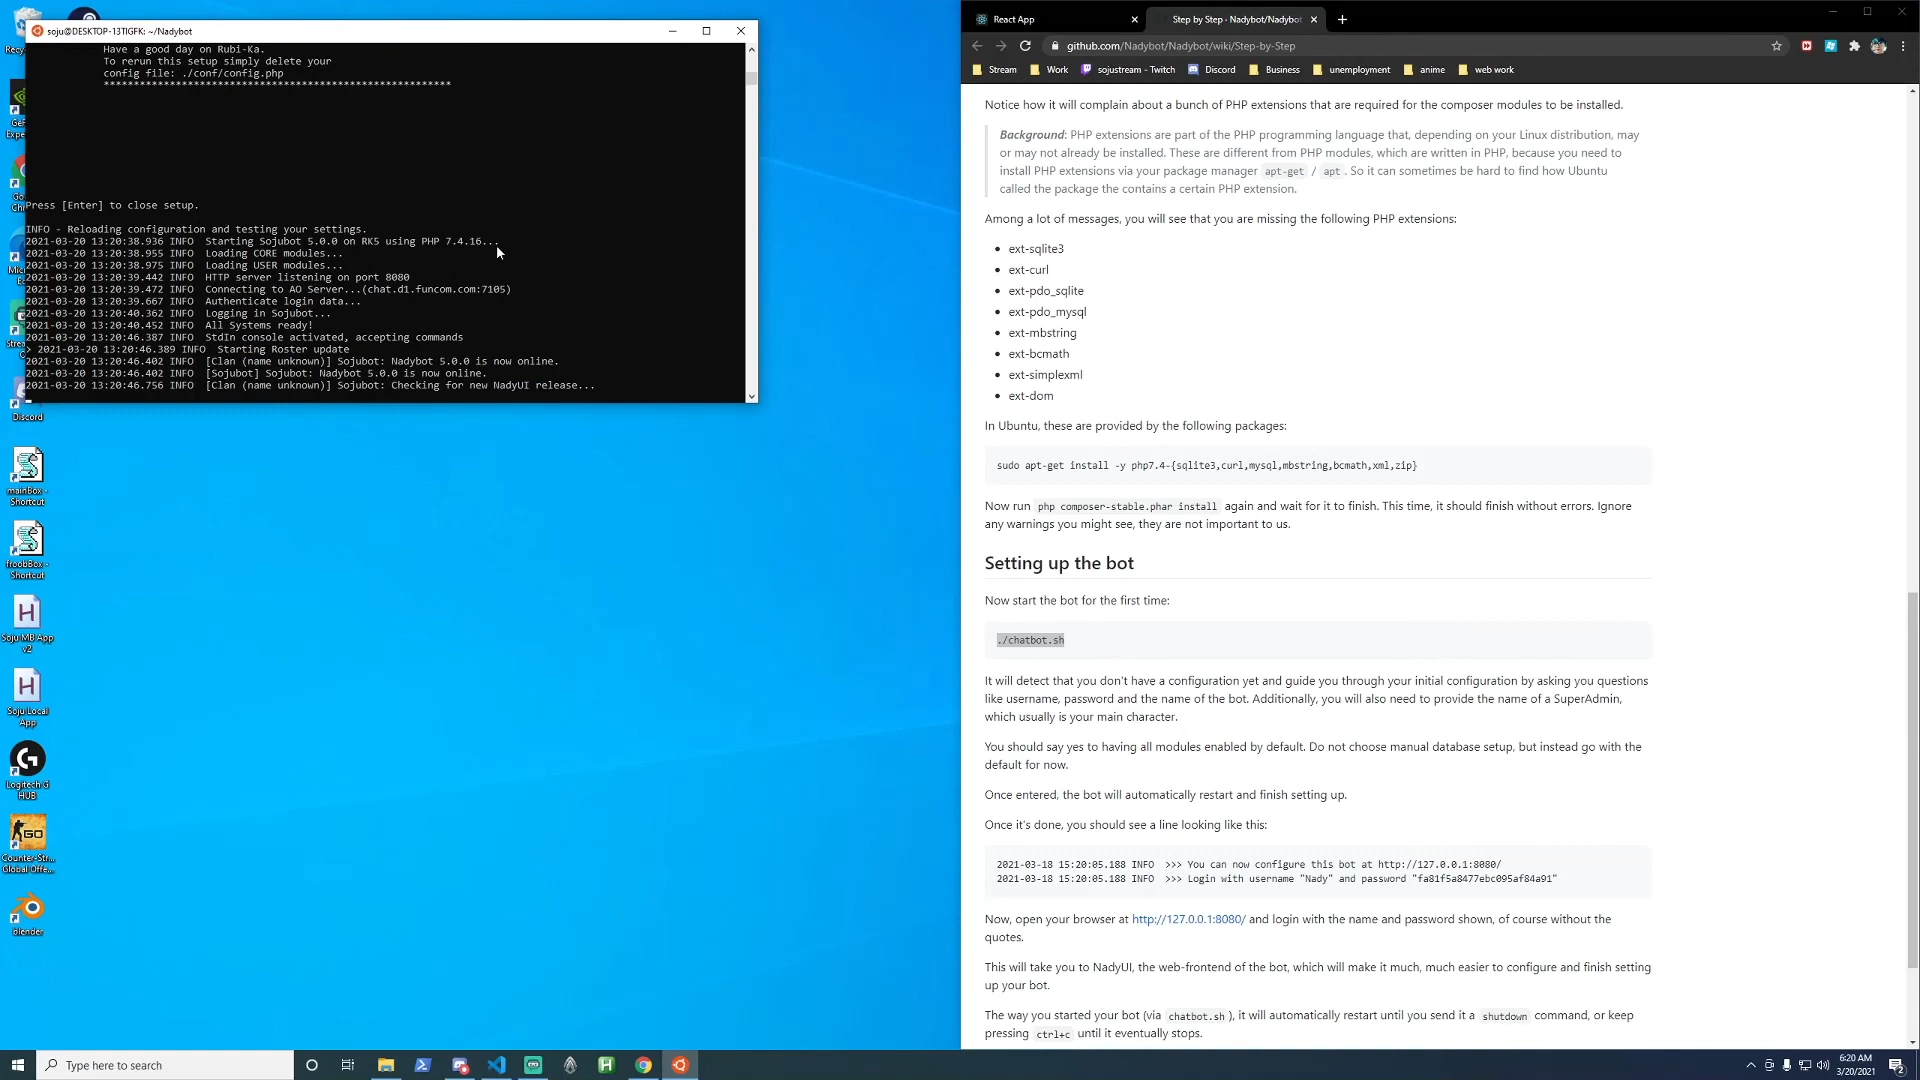 soju@DESKTOP-13TIGFK: ~/Nadybot
Have a good day on Rubi-Ka.
To rerun this setup simply delete your
config file: ./conf/config.php
**********************************************************
Press [Enter] to close setup.
INFO - Reloading configuration and testing your settings.
2021-03-20 13:20:38.936 INFO  Starting Sojubot 5.0.0 on RK5 using PHP 7.4.16...
2021-03-20 13:20:38.955 INFO  Loading CORE modules...
2021-03-20 13:20:38.975 INFO  Loading USER modules...
2021-03-20 13:20:39.442 INFO  HTTP server listening on port 8080
2021-03-20 13:20:39.472 INFO  Connecting to AO Server...(chat.d1.funcom.com:7105)
2021-03-20 13:20:39.667 INFO  Authenticate login data...
2021-03-20 13:20:40.362 INFO  Logging in Sojubot...
2021-03-20 13:20:40.452 INFO  All Systems ready!
2021-03-20 13:20:46.387 INFO  StdIn console activated, accepting commands
> 2021-03-20 13:20:46.389 INFO  Starting Roster update
2021-03-20 13:20:46.402 INFO  [Clan (name unknown)] Sojubot: Nadybot 5.0.0 is now online.
2021-03-20 13:20:46.402 INFO  [Sojubot] Sojubot: Nadybot 5.0.0 is now online.
2021-03-20 13:20:46.756 INFO  [Clan (name unknown)] Sojubot: Checking for new NadyUI release...
Discord
mainBox -
Shortcut
froobBox -
Shortcut
Soju MB App
v2
Soju Local
App
Logitech G
HUB
Counter-Str...
Global Offe...
blender
React App
Step by Step · Nadybot/Nadybot
github.com/Nadybot/Nadybot/wiki/Step-by-Step
Stream
Work
sojustream - Twitch
Discord
Business
unemployment
anime
web work
Notice how it will complain about a bunch of PHP extensions that are required for the composer modules to be installed.
Background: PHP extensions are part of the PHP programming language that, depending on your Linux distribution, may
or may not already be installed. These are different from PHP modules, which are written in PHP, because you need to
install PHP extensions via your package manager apt-get / apt . So it can sometimes be hard to find how Ubuntu
called the package the contains a certain PHP extension.
Among a lot of messages, you will see that you are missing the following PHP extensions:
ext-sqlite3
ext-curl
ext-pdo_sqlite
ext-pdo_mysql
ext-mbstring
ext-bcmath
ext-simplexml
ext-dom
In Ubuntu, these are provided by the following packages:
sudo apt-get install -y php7.4-{sqlite3,curl,mysql,mbstring,bcmath,xml,zip}
Now run php composer-stable.phar install again and wait for it to finish. This time, it should finish without errors. Ignore
any warnings you might see, they are not important to us.
Setting up the bot
Now start the bot for the first time:
./chatbot.sh
It will detect that you don't have a configuration yet and guide you through your initial configuration by asking you questions
like username, password and the name of the bot. Additionally, you will also need to provide the name of a SuperAdmin,
which usually is your main character.
You should say yes to having all modules enabled by default. Do not choose manual database setup, but instead go with the
default for now.
Once entered, the bot will automatically restart and finish setting up.
Once it's done, you should see a line looking like this:
2021-03-18 15:20:05.188 INFO  >>> You can now configure this bot at http://127.0.0.1:8080/
2021-03-18 15:20:05.188 INFO  >>> Login with username "Nady" and password "fa81f5a8477ebc095af84a91"
Now, open your browser at http://127.0.0.1:8080/ and login with the name and password shown, of course without the
quotes.
This will take you to NadyUI, the web-frontend of the bot, which will make it much, much easier to configure and finish setting
up your bot.
The way you started your bot (via chatbot.sh ), it will automatically restart until you send it a shutdown command, or keep
pressing ctrl+c until it eventually stops.
Type here to search
6:20 AM
3/20/2021